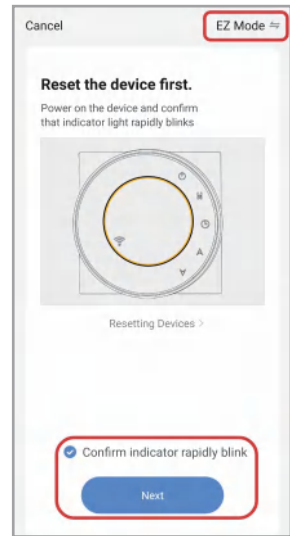 Cancel
EZ Mode
Reset the device first.
Power on the device and confirm
that indicator light rapidly blinks
Resetting Devices >
Confirm indicator rapidly blink
Next